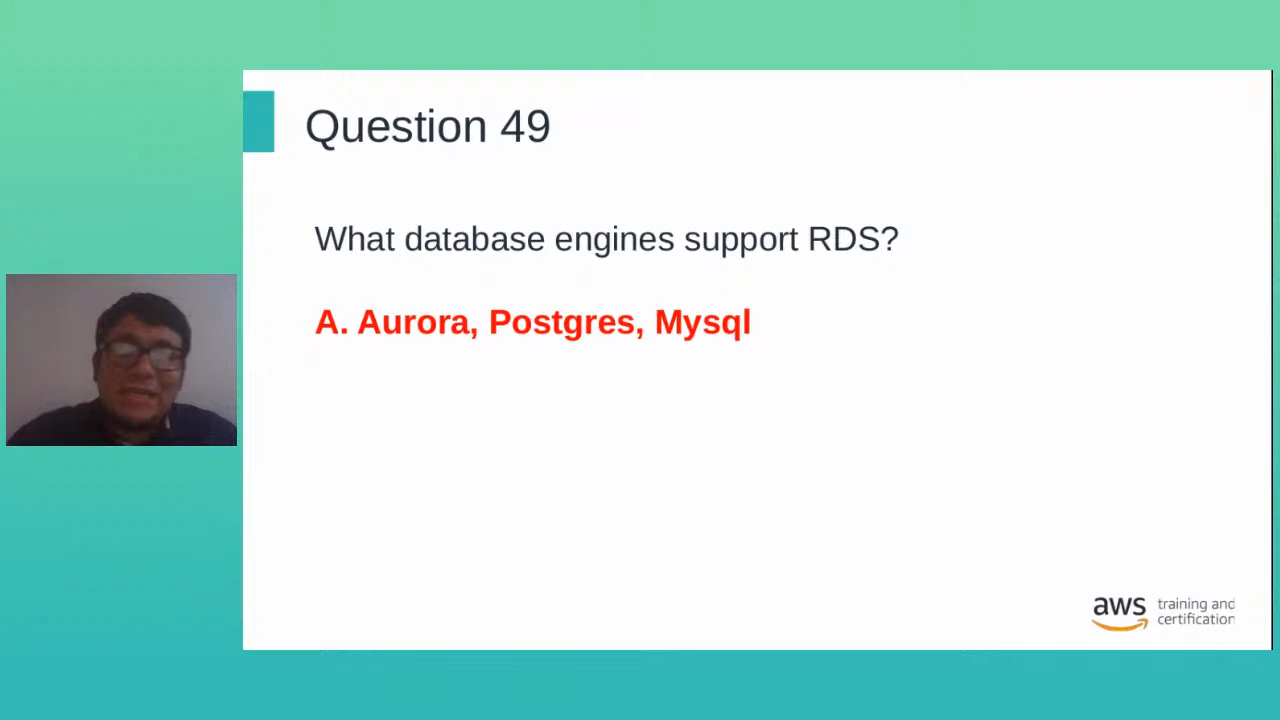 Question 49
What database engines support RDS?
A. Aurora, Postgres, Mysql
aws training and
certification